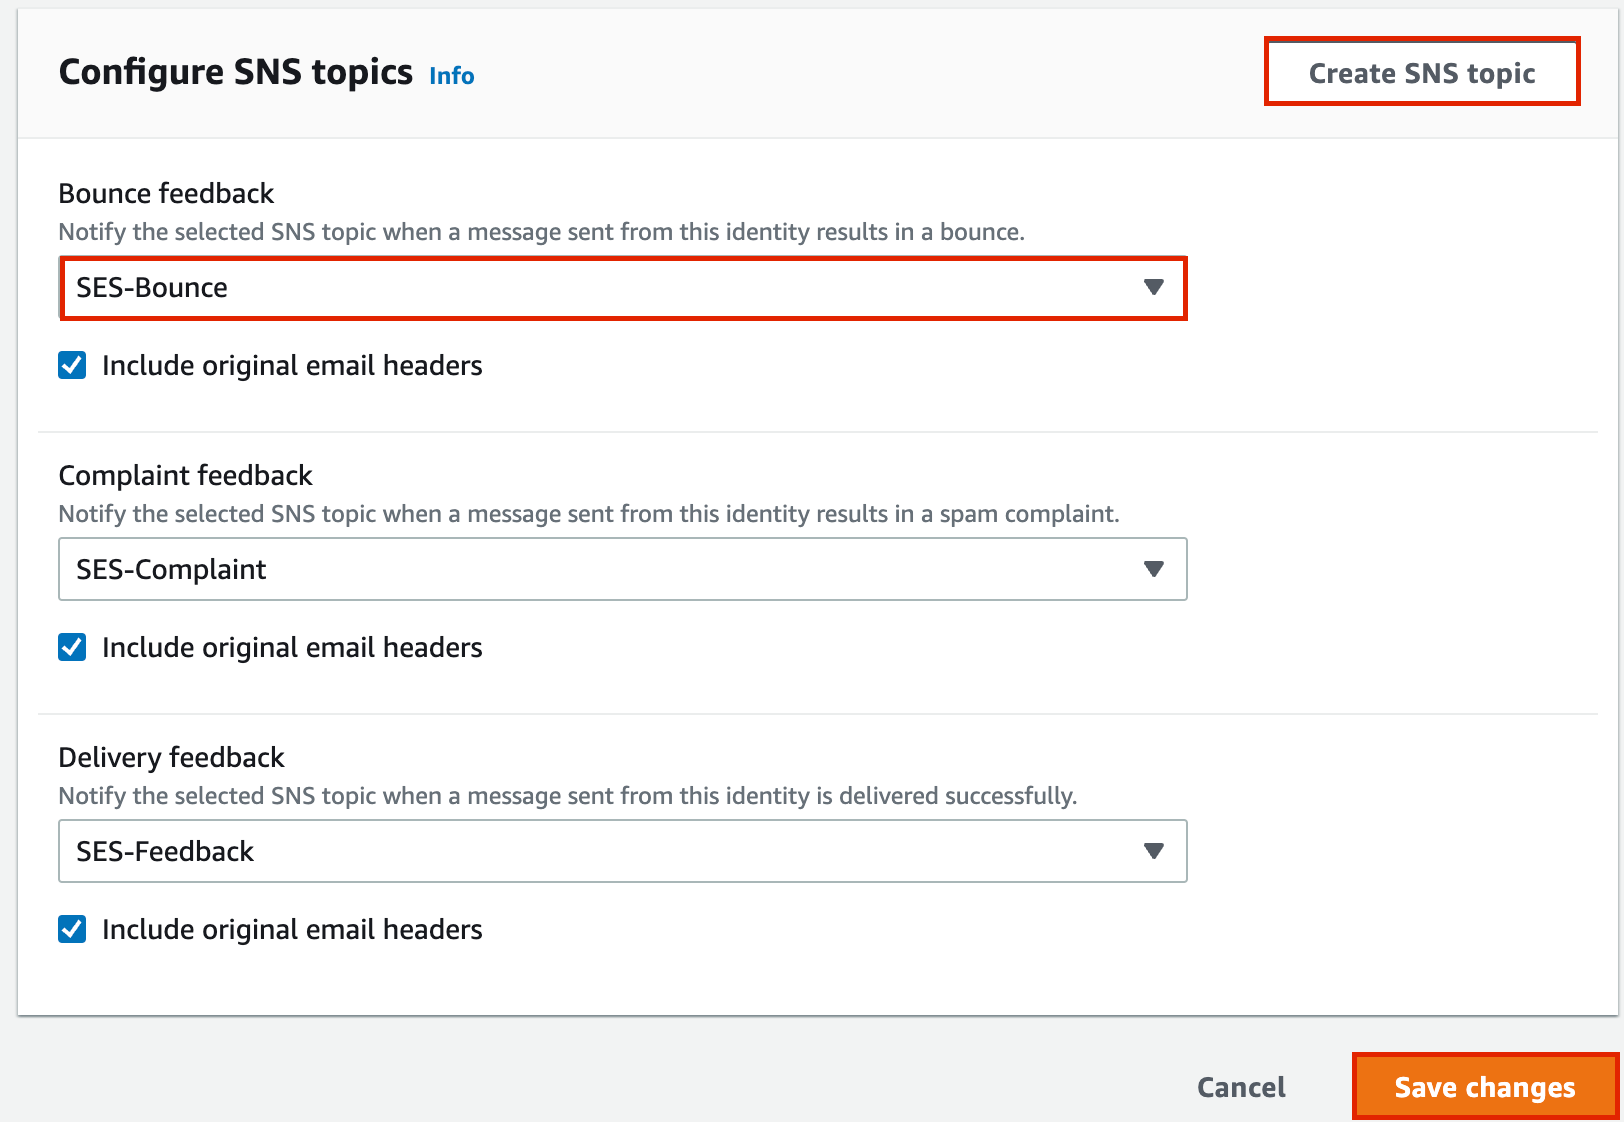 Configure SNS topics Info
Create SNS topic
Bounce feedback
Notify the selected SNS topic when a message sent from this identity results in a bounce.
SES-Bounce
Include original email headers
Complaint feedback
Notify the selected SNS topic when a message sent from this identity results in a spam complaint.
SES-Complaint
Include original email headers
Delivery feedback
Notify the selected SNS topic when a message sent from this identity is delivered successfully.
SES-Feedback
Include original email headers
Cancel
Save changes